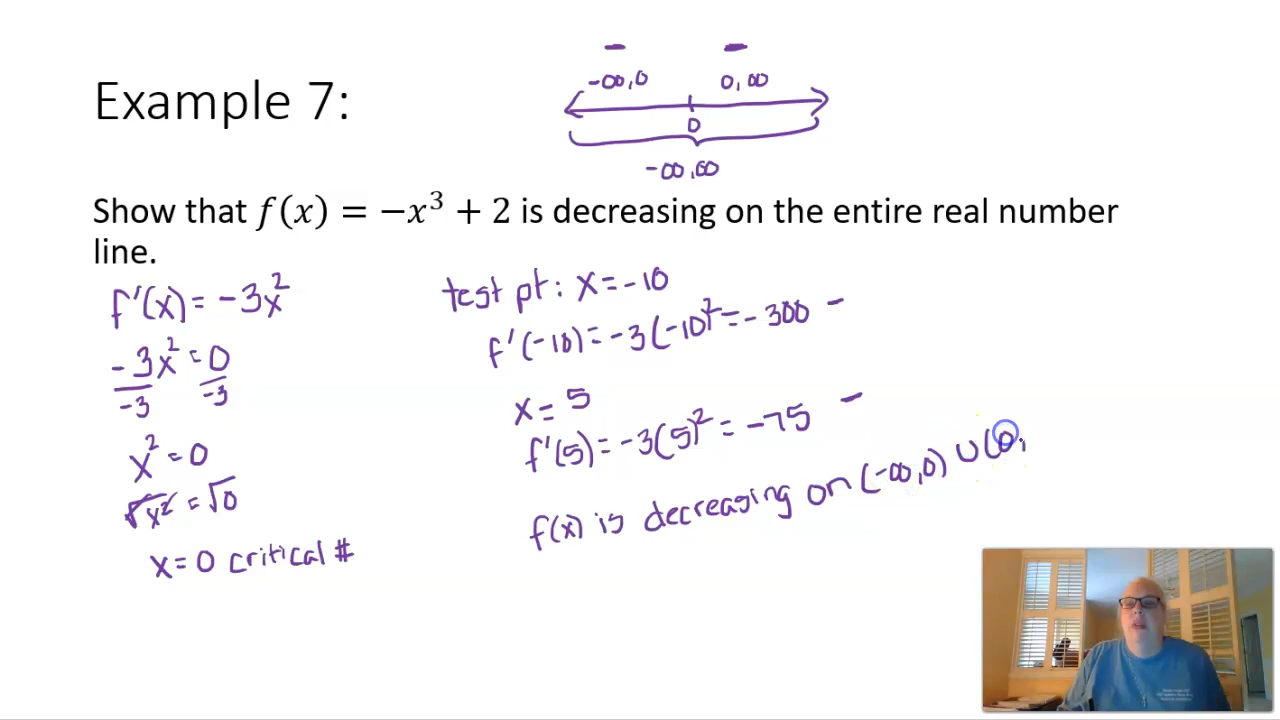 - -
-∞,0 0,∞
Example 7:
0
-∞,∞
Show that f(x) = −x³ + 2 is decreasing on the entire real number
line.
f'(x) = -3x²
-3x² = 0
-3 -3
x² = 0
√x² = √0
x = 0 critical #
test pt: x = -10
f'(-10) = -3(-10)² = -300 -
x = 5
f'(5) = -3(5)² = -75 -
f(x) is decreasing on (-∞,0) ∪ (0,